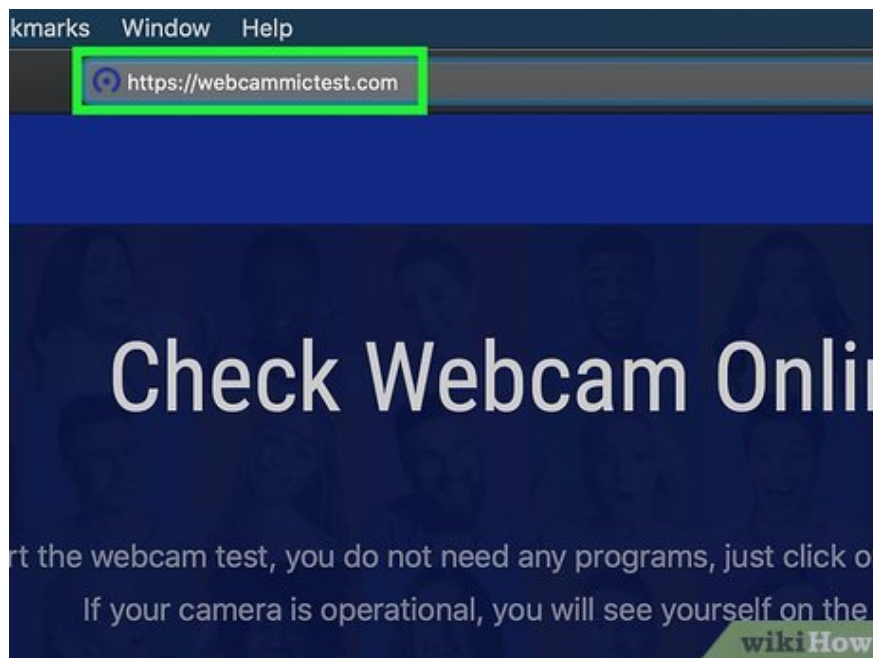 kmarks Window Help
https://webcammictest.com
Check Webcam Onlin
rt the webcam test, you do not need any programs, just click o
If your camera is operational, you will see yourself on the
wikiHow